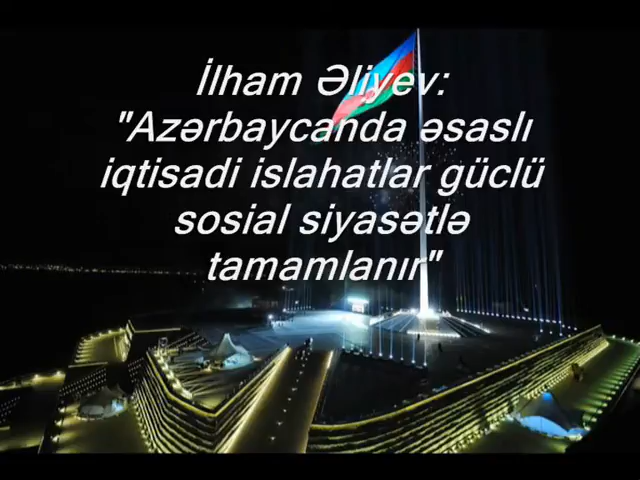 İlham Əliyev:
"Azərbaycanda əsaslı
iqtisadi islahatlar güclü
sosial siyasətlə
tamamlanır"